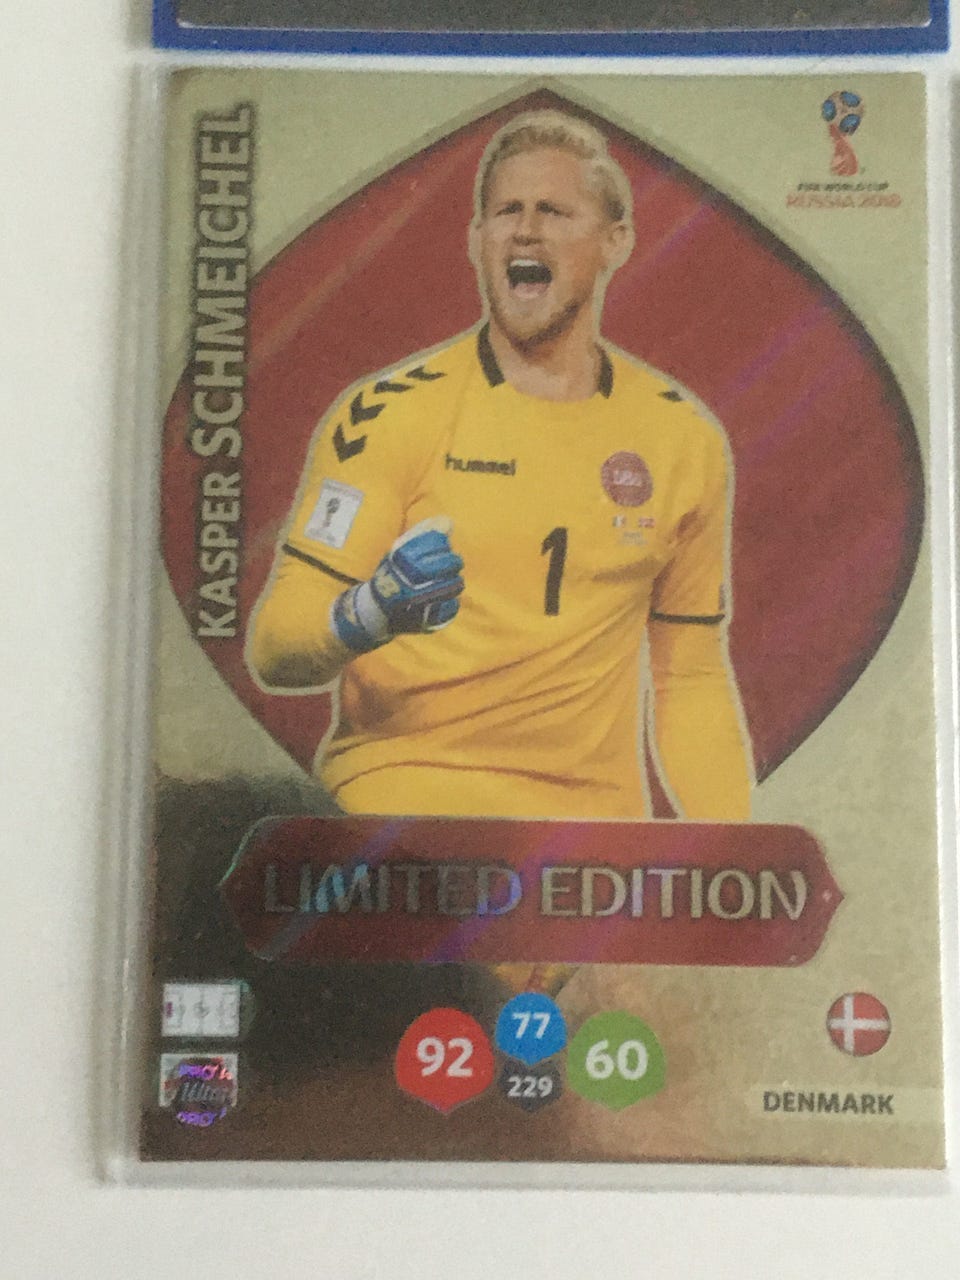 KASPER SCHMEICHEL
FIFA WORLD CUP
RUSSIA 2018
hummel
1
LIMITED EDITION
92
77
229
60
DENMARK